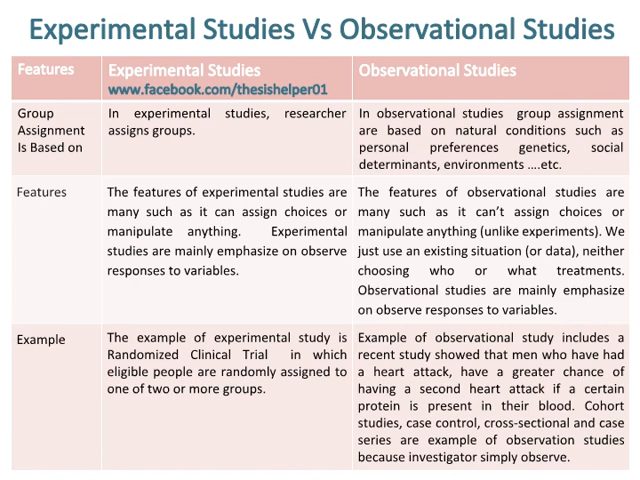 Experimental Studies Vs Observational Studies
Features
Experimental Studies
www.facebook.com/thesishelper01
Observational Studies
Group
Assignment
Is Based on
In experimental studies, researcher
assigns groups.
In observational studies group assignment
are based on natural conditions such as
personal preferences genetics, social
determinants, environments ....etc.
Features
The features of experimental studies are
many such as it can assign choices or
manipulate anything. Experimental
studies are mainly emphasize on observe
responses to variables.
The features of observational studies are
many such as it can't assign choices or
manipulate anything (unlike experiments). We
just use an existing situation (or data), neither
choosing who or what treatments.
Observational studies are mainly emphasize
on observe responses to variables.
Example
The example of experimental study is
Randomized Clinical Trial in which
eligible people are randomly assigned to
one of two or more groups.
Example of observational study includes a
recent study showed that men who have had
a heart attack, have a greater chance of
having a second heart attack if a certain
protein is present in their blood. Cohort
studies, case control, cross-sectional and case
series are example of observation studies
because investigator simply observe.